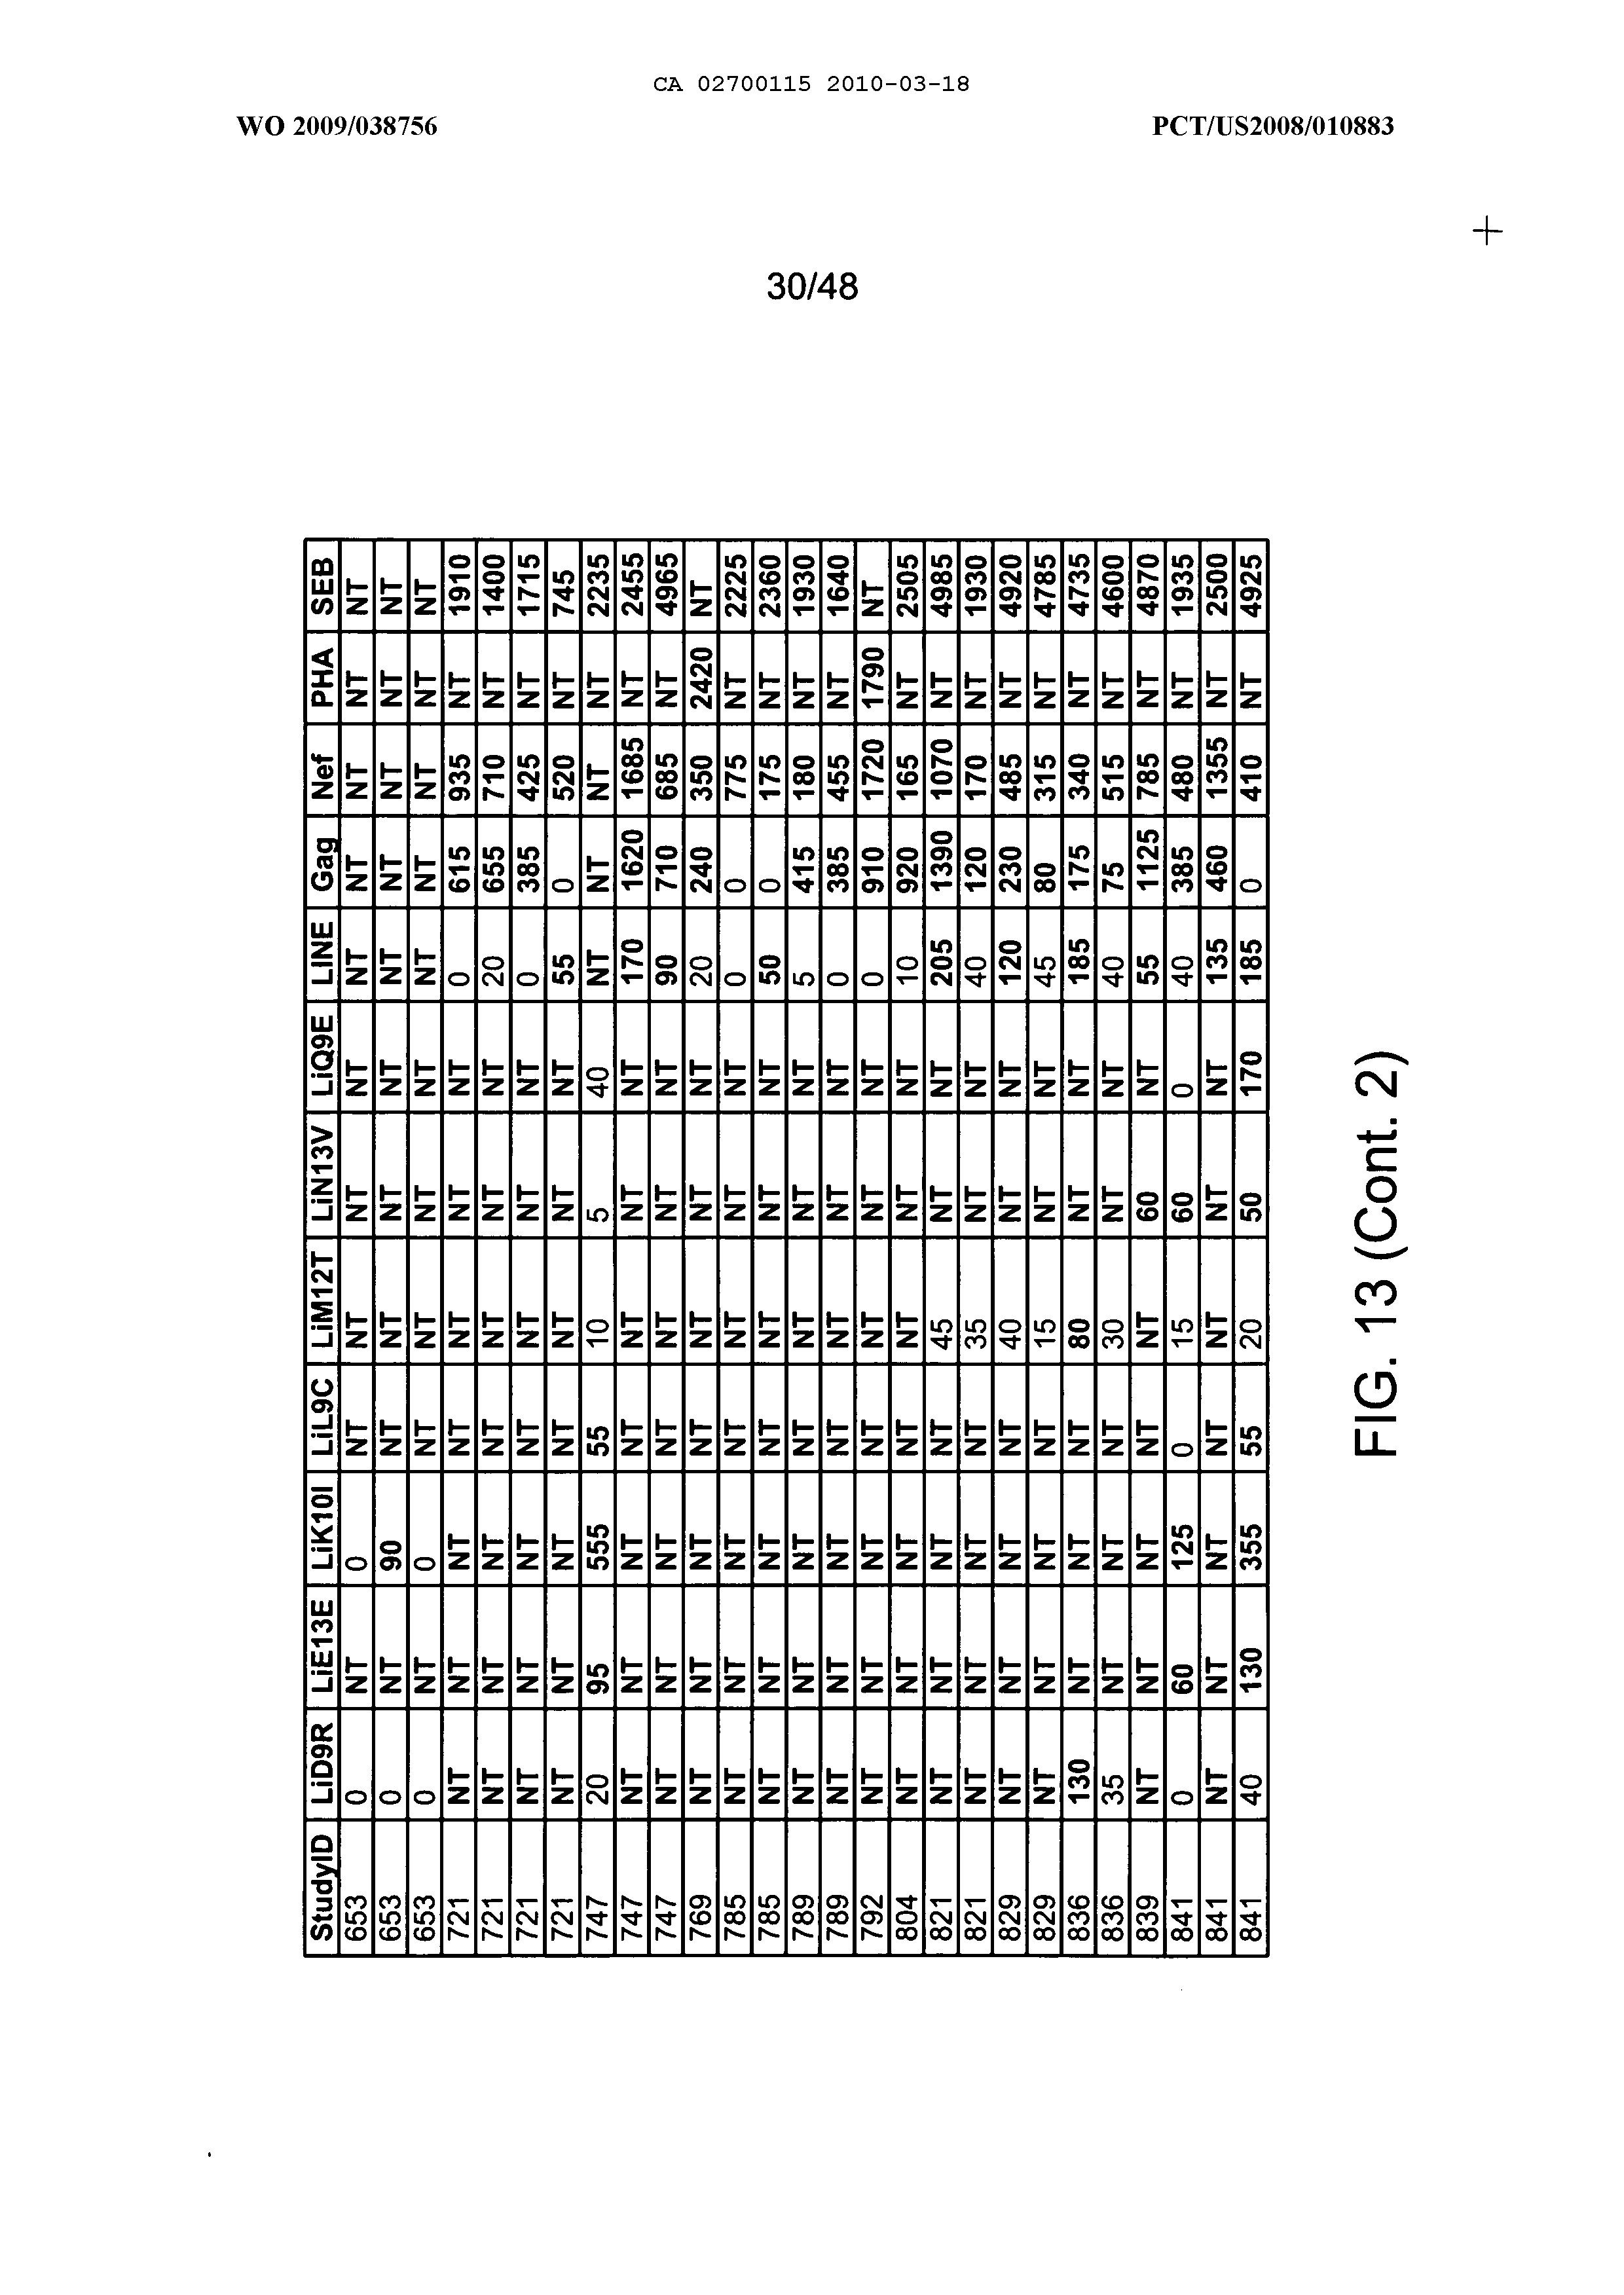 CA 02700115 2010-03-18
WO 2009/038756 PCT/US2008/010883
30/48
StudyID LiD9R LiE13E LiK10I LiL9C LiM12T LiN13V LiQ9E LINE Gag Nef PHA SEB
653 0 NT 0 NT NT NT NT NT NT NT NT NT
653 0 NT 90 NT NT NT NT NT NT NT NT NT
653 0 NT 0 NT NT NT NT NT NT NT NT NT
721 NT NT NT NT NT NT NT 0 615 935 NT 1910
721 NT NT NT NT NT NT NT 20 655 710 NT 1400
721 NT NT NT NT NT NT NT 0 385 425 NT 1715
721 NT NT NT NT NT NT NT 55 0 520 NT 745
747 20 95 555 55 10 5 40 NT NT NT NT 2235
747 NT NT NT NT NT NT NT 170 1620 1685 NT 2455
747 NT NT NT NT NT NT NT 90 710 685 NT 4965
769 NT NT NT NT NT NT NT 20 240 350 2420 NT
785 NT NT NT NT NT NT NT 0 0 775 NT 2225
785 NT NT NT NT NT NT NT 50 0 175 NT 2360
789 NT NT NT NT NT NT NT 5 415 180 NT 1930
789 NT NT NT NT NT NT NT 0 385 455 NT 1640
792 NT NT NT NT NT NT NT 0 910 1720 1790 NT
804 NT NT NT NT NT NT NT 10 920 165 NT 2505
821 NT NT NT NT 45 NT NT 205 1390 1070 NT 4985
821 NT NT NT NT 35 NT NT 40 120 170 NT 1930
829 NT NT NT NT 40 NT NT 120 230 485 NT 4920
829 NT NT NT NT 15 NT NT 45 80 315 NT 4785
836 130 NT NT NT 80 NT NT 185 175 340 NT 4735
836 35 NT NT NT 30 NT NT 40 75 515 NT 4600
839 NT NT NT NT NT 60 NT 55 1125 785 NT 4870
841 0 60 125 0 15 60 0 40 385 480 NT 1935
841 NT NT NT NT NT NT NT 135 460 1355 NT 2500
841 40 130 355 55 20 50 170 185 0 410 NT 4925
FIG. 13 (Cont. 2)